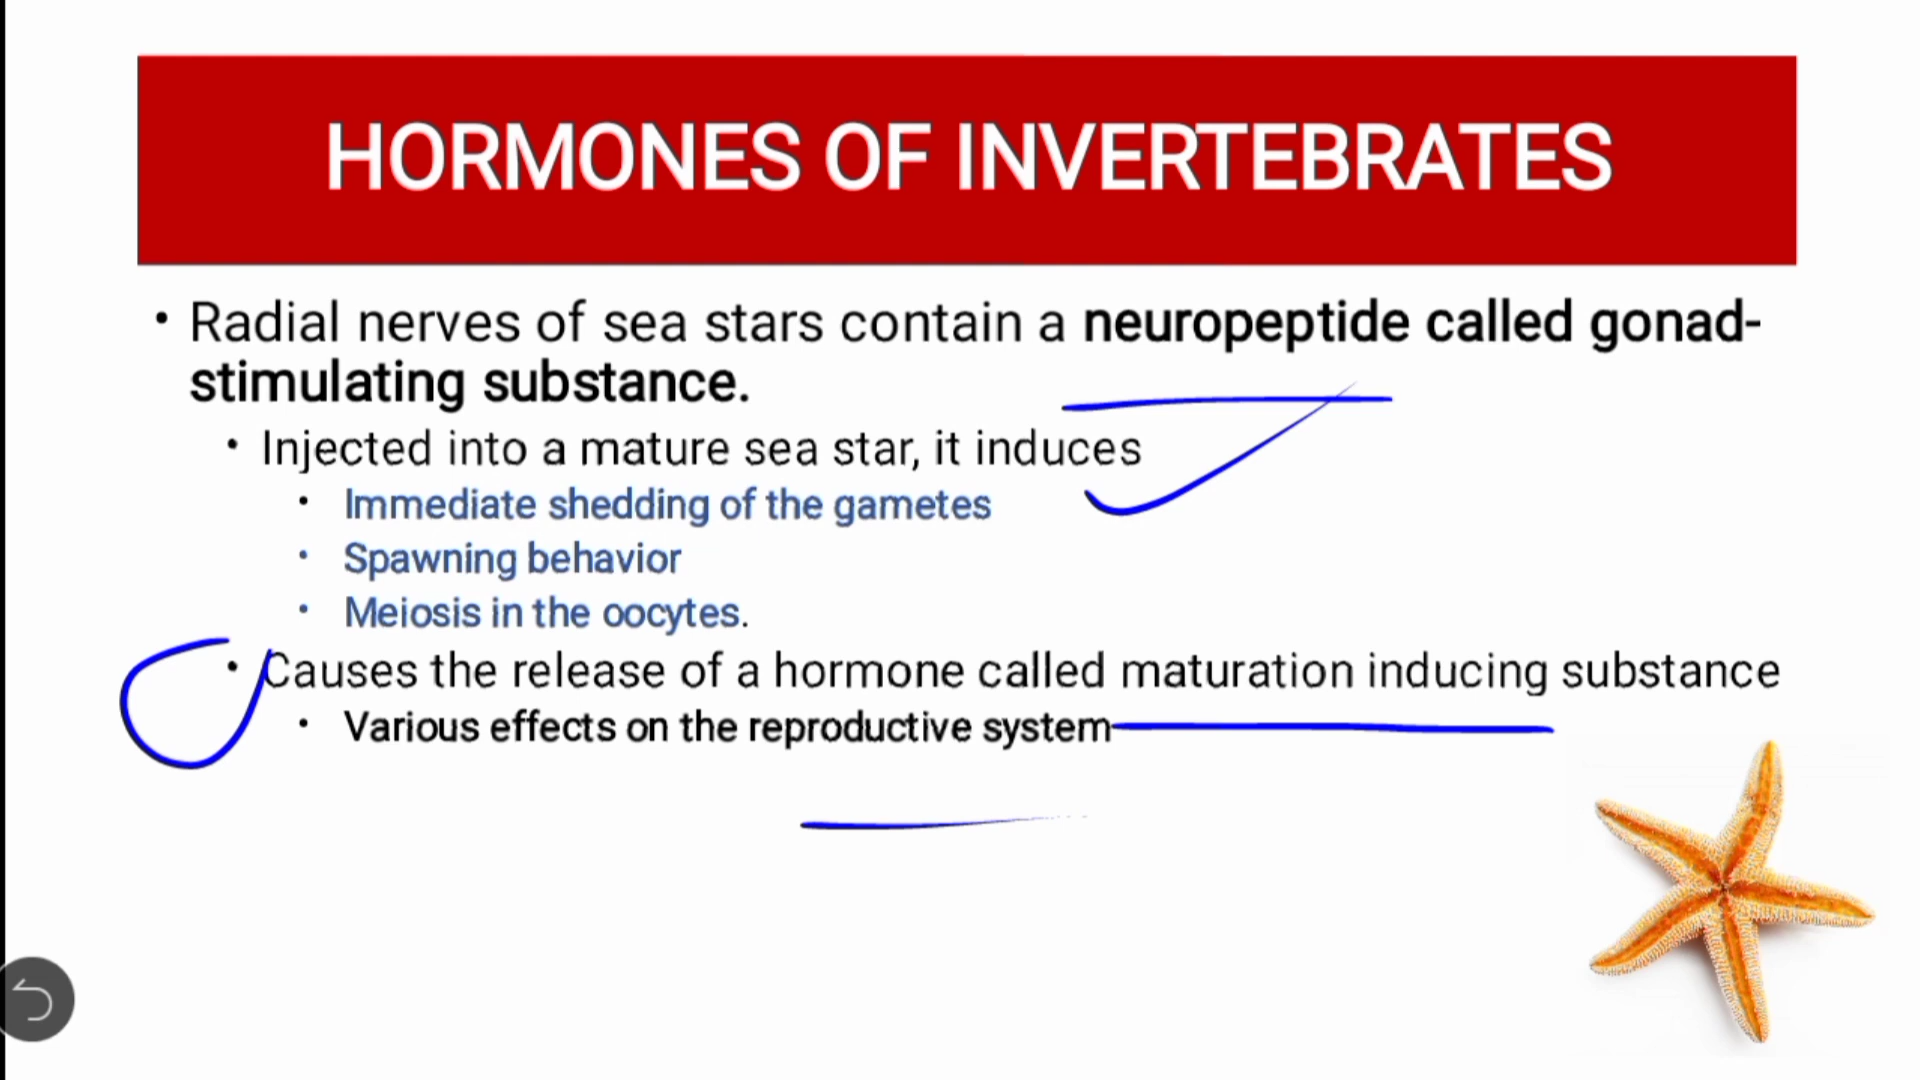 HORMONES OF INVERTEBRATES
• Radial nerves of sea stars contain a neuropeptide called gonad-
stimulating substance.
• Injected into a mature sea star, it induces
• Immediate shedding of the gametes
• Spawning behavior
• Meiosis in the oocytes.
• Causes the release of a hormone called maturation inducing substance
• Various effects on the reproductive system